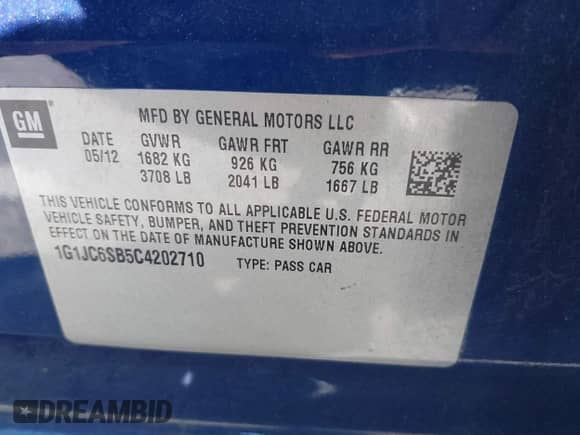 GM
MFD BY GENERAL MOTORS LLC
DATE GVWR GAWR FRT GAWR RR
05/12 1682 KG 926 KG 756 KG
3708 LB 2041 LB 1667 LB
THIS VEHICLE CONFORMS TO ALL APPLICABLE U.S. FEDERAL MOTOR
VEHICLE SAFETY, BUMPER, AND THEFT PREVENTION STANDARDS IN
EFFECT ON THE DATE OF MANUFACTURE SHOWN ABOVE.
1G1JC6SB5C4202710 TYPE: PASS CAR
DREAMBID